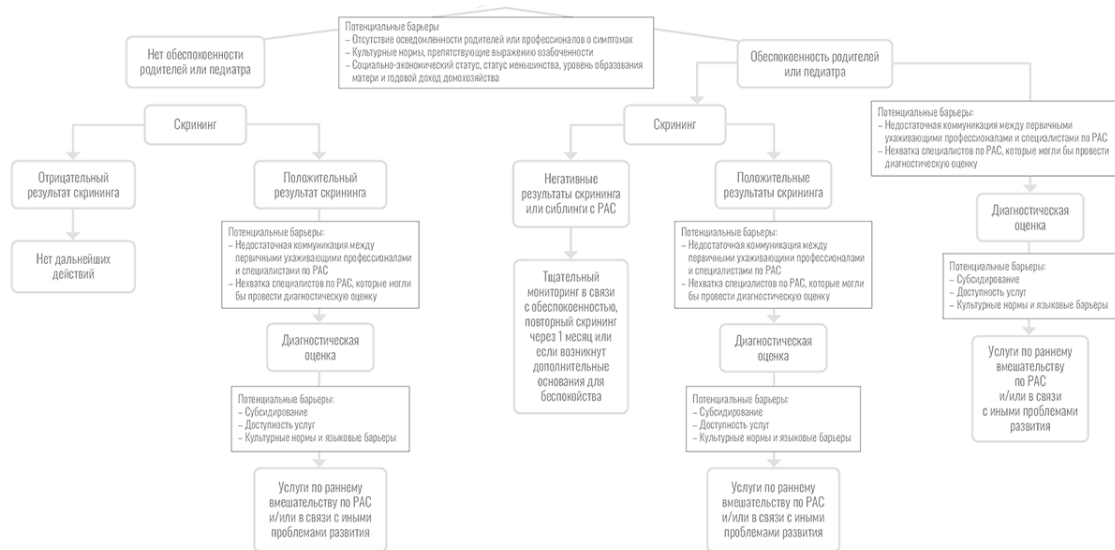 Потенциальные барьеры
– Отсутствие осведомленности родителей или профессионалов о симптомах
– Культурные нормы, препятствующие выражению озабоченности
– Социально-экономический статус, статус меньшинства, уровень образования
матери и годовой доход домохозяйства
Нет обеспокоенности
родителей или педиатра
Скрининг
Отрицательный
результат скрининга
Нет дальнейших
действий
Положительный
результат скрининга
Потенциальные барьеры:
– Недостаточная коммуникация между
первичными ухаживающими профессионалами
и специалистами по РАС
– Нехватка специалистов по РАС, которые могли
бы провести диагностическую оценку
Диагностическая
оценка
Потенциальные барьеры:
– Субсидирование
– Доступность услуг
– Культурные нормы и языковые барьеры
Услуги по раннему
вмешательству по РАС
и/или в связи с иными
проблемами развития
Обеспокоенность родителей
или педиатра
Скрининг
Негативные
результаты скрининга
или сиблинги с РАС
Тщательный
мониторинг в связи
с обеспокоенностью,
повторный скрининг
через 1 месяц или
если возникнут
дополнительные
основания для
беспокойства
Положительные
результаты скрининга
Потенциальные барьеры:
– Недостаточная коммуникация между
первичными ухаживающими профессионалами
и специалистами по РАС
– Нехватка специалистов по РАС, которые могли
бы провести диагностическую оценку
Диагностическая
оценка
Потенциальные барьеры:
– Субсидирование
– Доступность услуг
– Культурные нормы и языковые барьеры
Услуги по раннему
вмешательству по РАС
и/или в связи с иными
проблемами развития
Потенциальные барьеры:
– Недостаточная коммуникация между первичными
ухаживающими профессионалами и специалистами по РАС
– Нехватка специалистов по РАС, которые могли бы провести
диагностическую оценку
Диагностическая
оценка
Потенциальные барьеры:
– Субсидирование
– Доступность услуг
– Культурные нормы и языковые барьеры
Услуги по раннему
вмешательству
по РАС
и/или в связи
с иными проблемами
развития